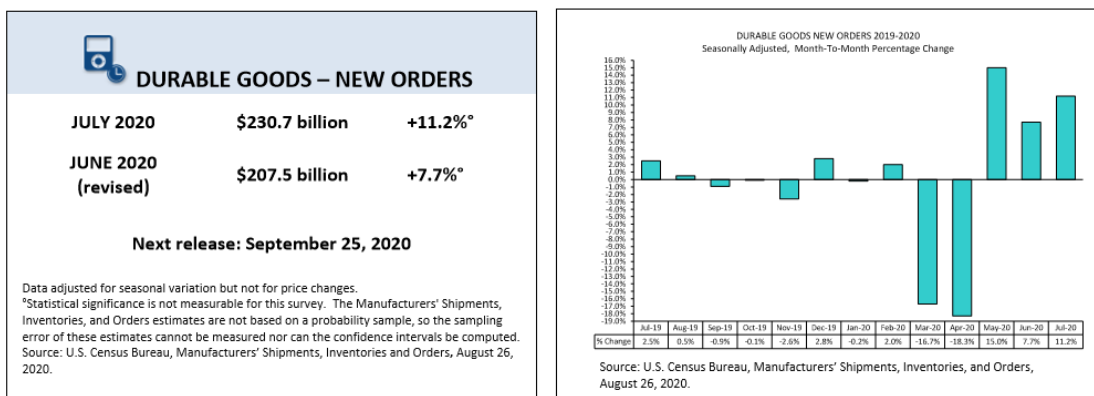 DURABLE GOODS – NEW ORDERS
JULY 2020 $230.7 billion +11.2%°
JUNE 2020
(revised) $207.5 billion +7.7%°
Next release: September 25, 2020
Data adjusted for seasonal variation but not for price changes.
°Statistical significance is not measurable for this survey. The Manufacturers' Shipments,
Inventories, and Orders estimates are not based on a probability sample, so the sampling
error of these estimates cannot be measured nor can the confidence intervals be computed.
Source: U.S. Census Bureau, Manufacturers' Shipments, Inventories and Orders, August 26,
2020.
DURABLE GOODS NEW ORDERS 2019-2020
Seasonally Adjusted, Month-To-Month Percentage Change
16.0%
15.0%
14.0%
13.0%
12.0%
11.0%
10.0%
9.0%
8.0%
7.0%
6.0%
5.0%
4.0%
3.0%
2.0%
1.0%
0.0%
-1.0%
-2.0%
-3.0%
-4.0%
-5.0%
-6.0%
-7.0%
-8.0%
-9.0%
-10.0%
-11.0%
-12.0%
-13.0%
-14.0%
-15.0%
-16.0%
-17.0%
-18.0%
-19.0%
Jul-19 Aug-19 Sep-19 Oct-19 Nov-19 Dec-19 Jan-20 Feb-20 Mar-20 Apr-20 May-20 Jun-20 Jul-20
% Change 2.5% 0.5% -0.9% -0.1% -2.6% 2.8% -0.2% 2.0% -16.7% -18.3% 15.0% 7.7% 11.2%
Source: U.S. Census Bureau, Manufacturers' Shipments, Inventories, and Orders,
August 26, 2020.